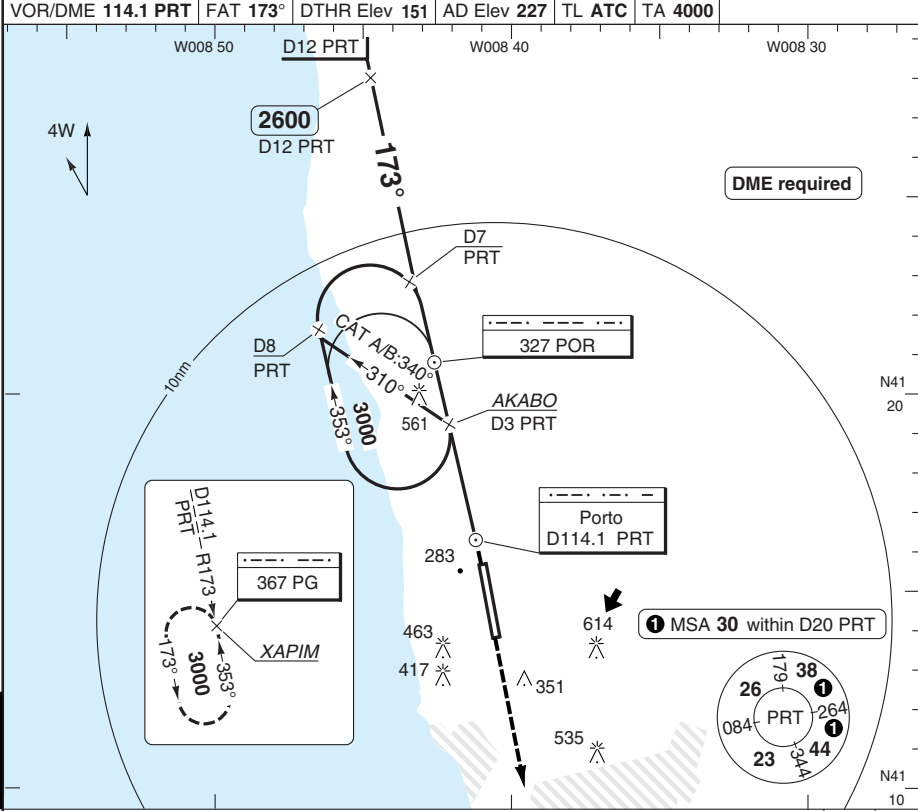 VOR/DME 114.1 PRT FAT 173° DTHR Elev 151 AD Elev 227 TL ATC TA 4000
W008 50
D12 PRT
W008 40
W008 30
2600
D12 PRT
4W
173°
DME required
D7
PRT
327 POR
D8
PRT
CAT A/B:340°
310°
10nm
N41
20
AKABO
D3 PRT
561
3000
353°
Porto
D114.1 PRT
D114.1
PRT
R173
283
367 PG
614
1 MSA 30 within D20 PRT
463
XAPIM
173°
3000
353°
417
351
179
38
1
26
264
084
PRT
1
535
23
44
344
N41
10